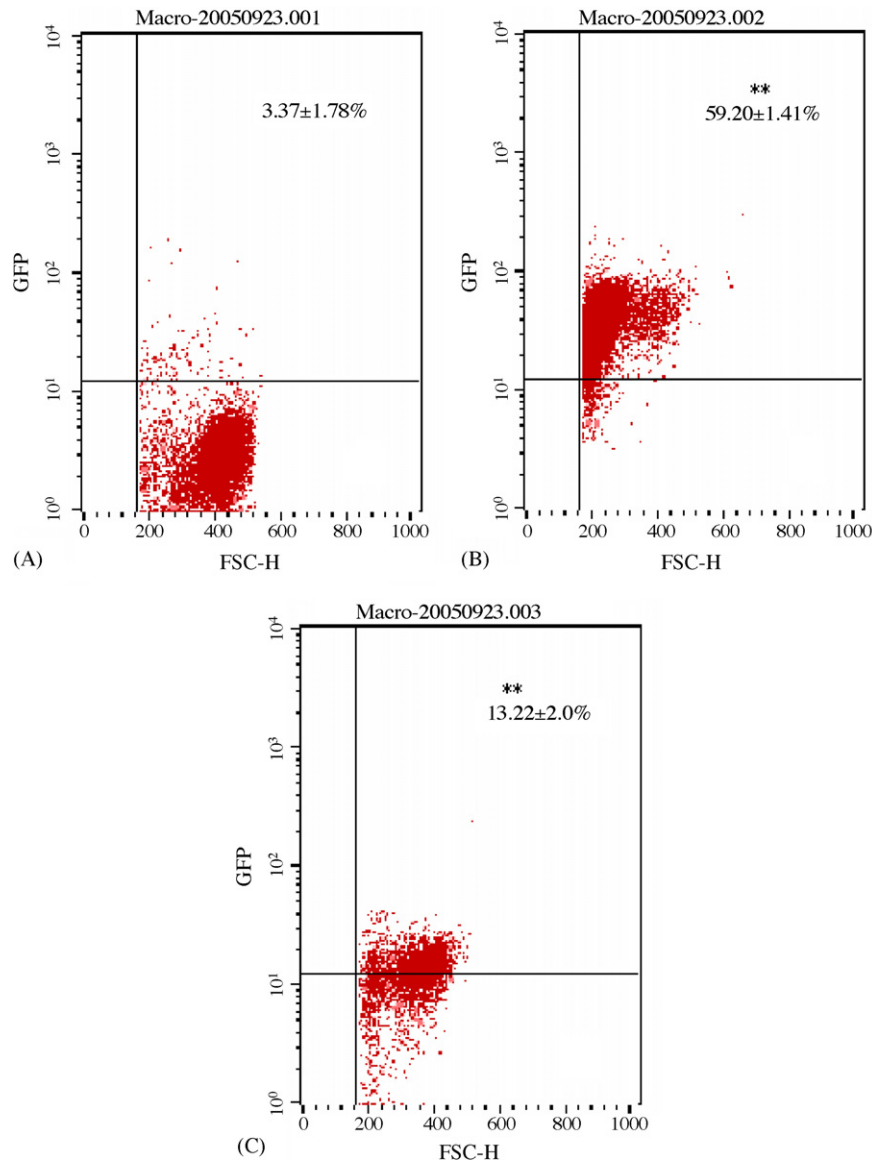 Macro-20050923.001
10⁴
3.37±1.78%
10³
GFP
10²
10¹
10⁰
0 200 400 600 800 1000
(A) FSC-H
Macro-20050923.002
10⁴
**
59.20±1.41%
10³
GFP
10²
10¹
10⁰
0 200 400 600 800 1000
(B) FSC-H
Macro-20050923.003
10⁴
**
13.22±2.0%
10³
GFP
10²
10¹
10⁰
0 200 400 600 800 1000
(C) FSC-H